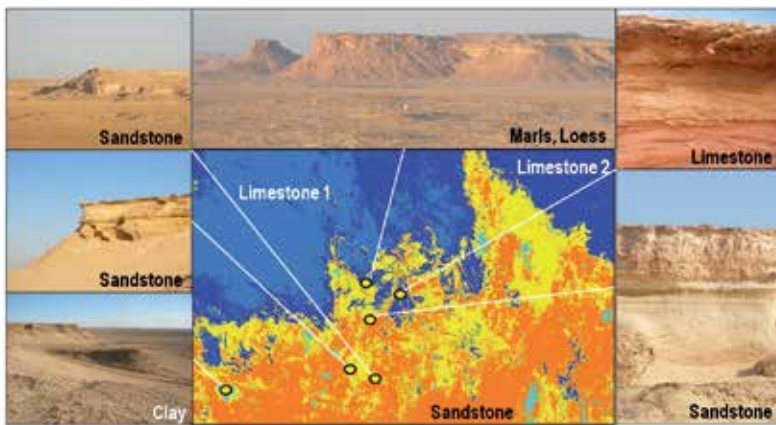 Sandstone
Marls, Loess
Limestone
Limestone 1
Limestone 2
Sandstone
Clay
Sandstone
Sandstone